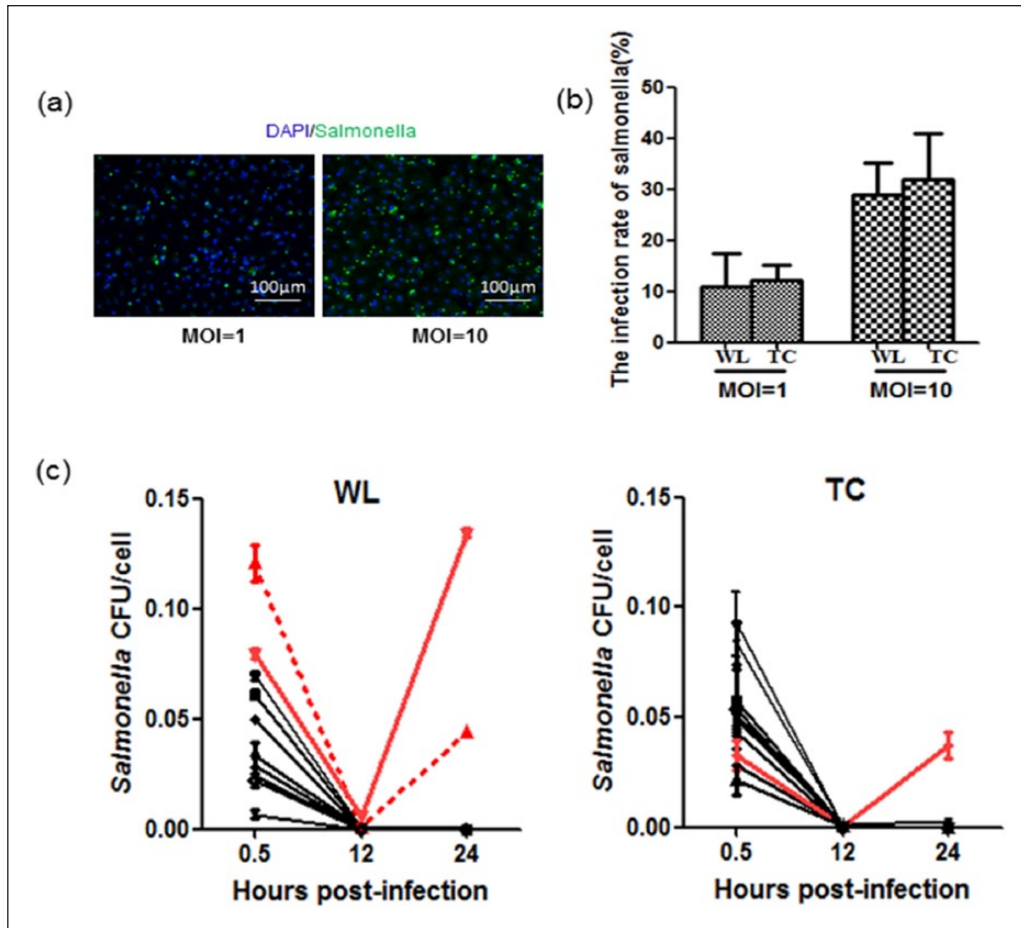 (a)
DAPI/Salmonella
100μm
100μm
MOI=1
MOI=10
(b)
The infection rate of salmonella(%)
50
40
30
20
10
0
WL
TC
WL
TC
MOI=1
MOI=10
(c)
WL
Salmonella CFU/cell
0.15
0.10
0.05
0.00
0.5
12
24
Hours post-infection
TC
Salmonella CFU/cell
0.15
0.10
0.05
0.00
0.5
12
24
Hours post-infection